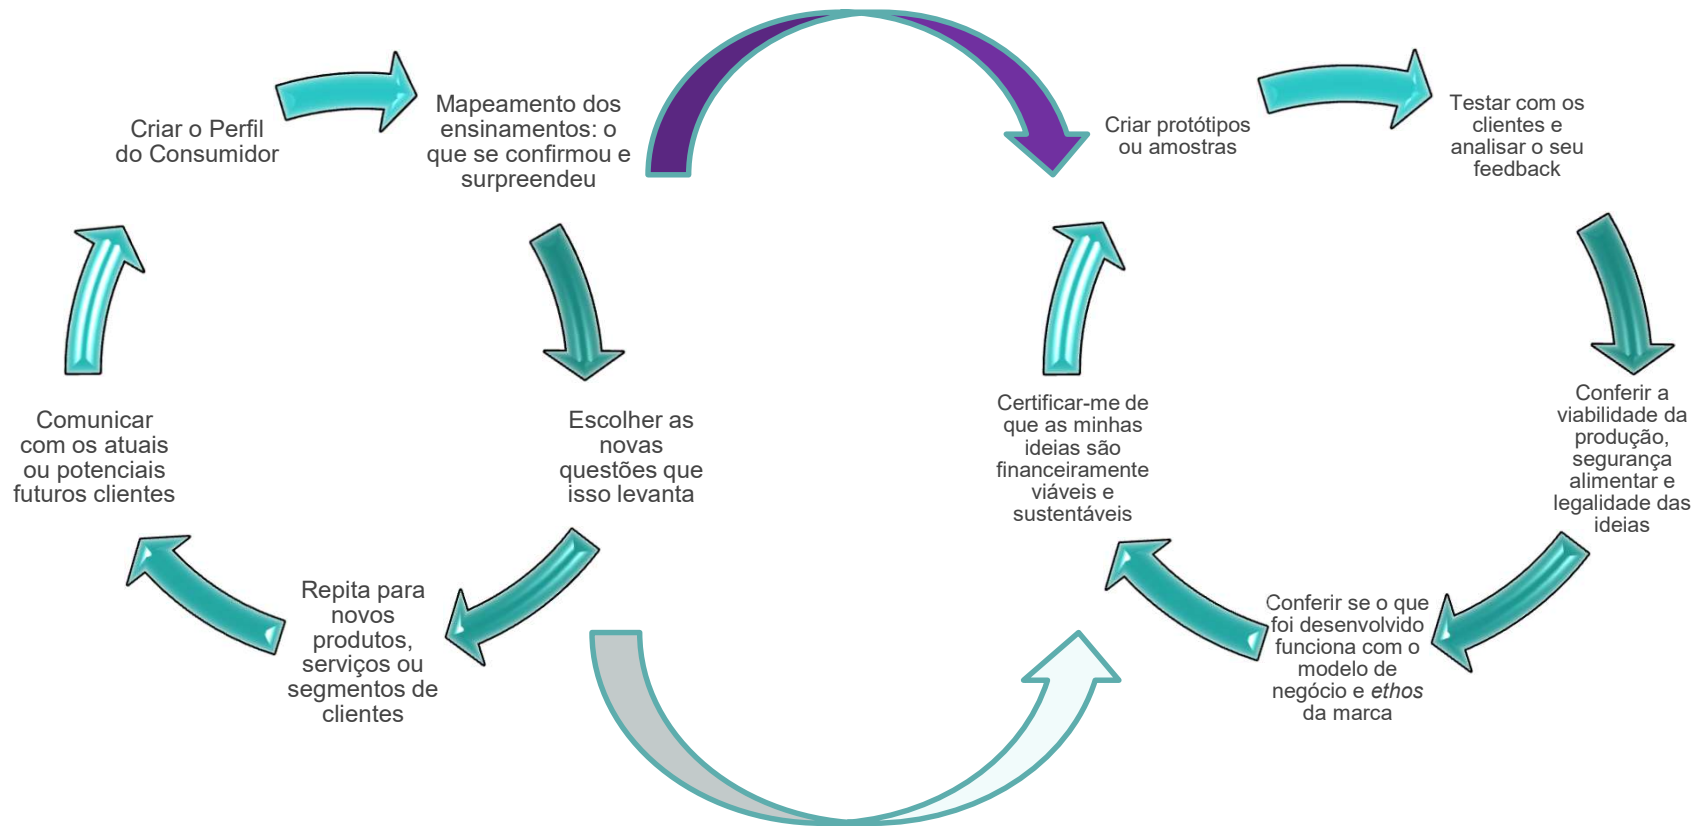 Criar o Perfil
do Consumidor
Mapeamento dos
ensinamentos: o
que se confirmou e
surpreendeu
Escolher as
novas
questões que
isso levanta
Repita para
novos
produtos,
serviços ou
segmentos de
clientes
Comunicar
com os atuais
ou potenciais
futuros clientes
Criar protótipos
ou amostras
Testar com os
clientes e
analisar o seu
feedback
Conferir a
viabilidade da
produção,
segurança
alimentar e
legalidade das
ideias
Conferir se o que
foi desenvolvido
funciona com o
modelo de
negócio e ethos
da marca
Certificar-me de
que as minhas
ideias são
financeiramente
viáveis e
sustentáveis